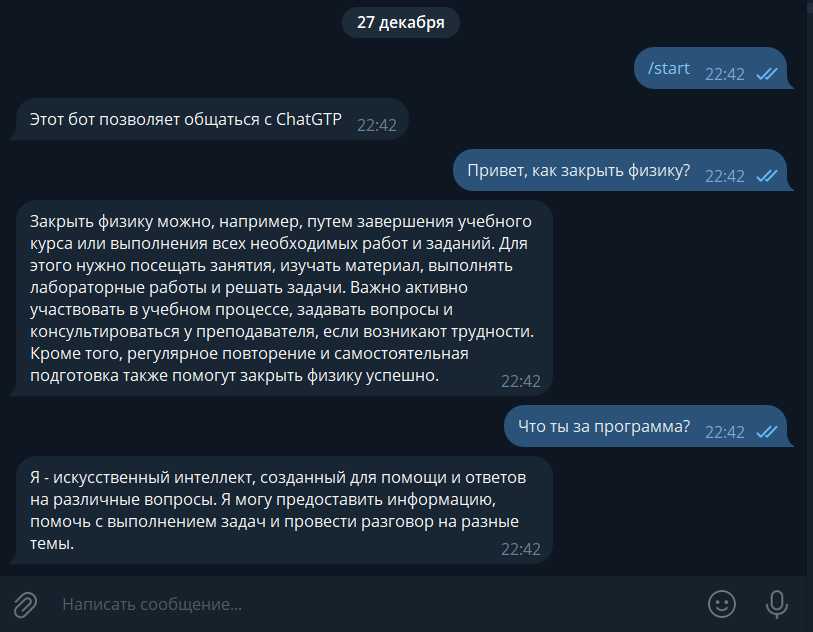 27 декабря
/start 22:42
Этот бот позволяет общаться с ChatGTP 22:42
Привет, как закрыть физику? 22:42
Закрыть физику можно, например, путем завершения учебного
курса или выполнения всех необходимых работ и заданий. Для
этого нужно посещать занятия, изучать материал, выполнять
лабораторные работы и решать задачи. Важно активно
участвовать в учебном процессе, задавать вопросы и
консультироваться у преподавателя, если возникают трудности.
Кроме того, регулярное повторение и самостоятельная
подготовка также помогут закрыть физику успешно. 22:42
Что ты за программа? 22:42
Я - искусственный интеллект, созданный для помощи и ответов
на различные вопросы. Я могу предоставить информацию,
помочь с выполнением задач и провести разговор на разные
темы. 22:42
Написать сообщение...